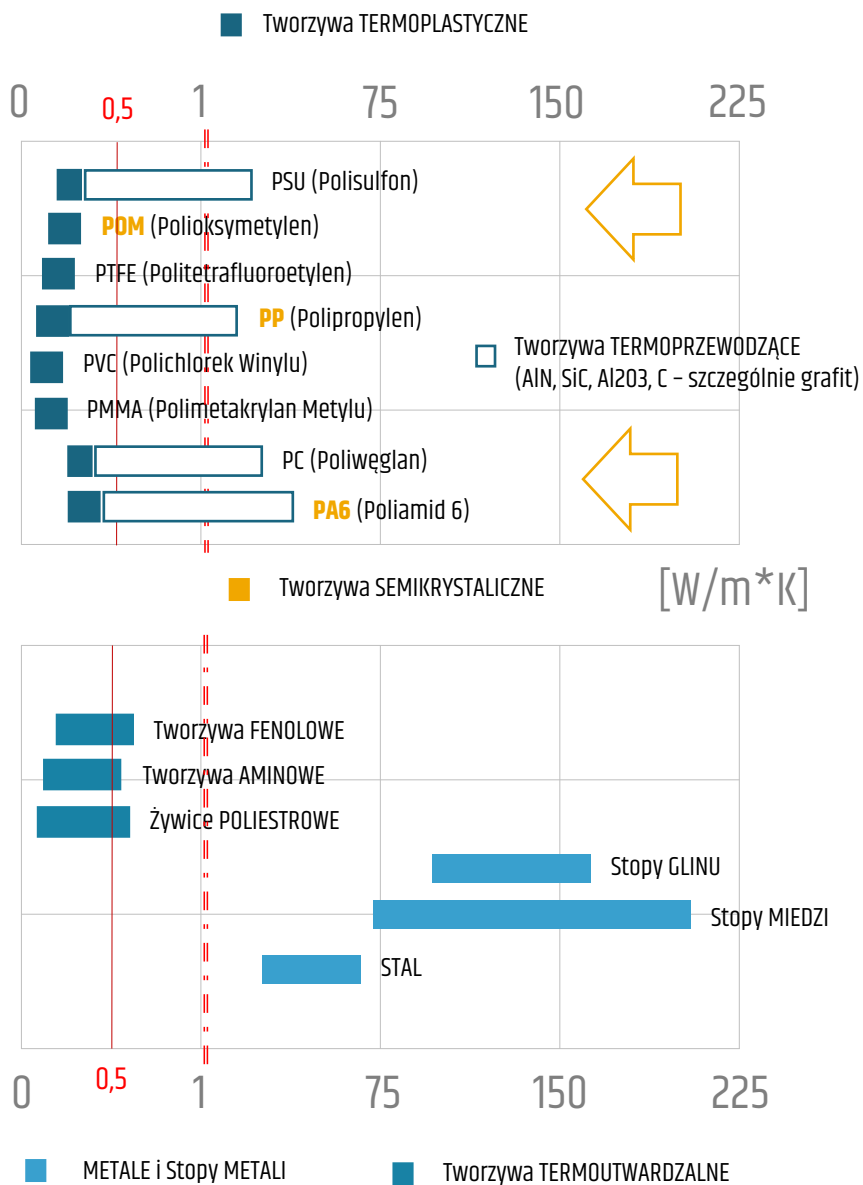 Tworzywa TERMOPLASTYCZNE
0 0,5 1 75 150 225
PSU (Polisulfon)
POM (Polioksymetylen)
PTFE (Politetrafluoroetylen)
PP (Polipropylen)
Tworzywa TERMOPRZEWODZĄCE
(AlN, SiC, Al2O3, C – szczególnie grafit)
PVC (Polichlorek Winylu)
PMMA (Polimetakrylan Metylu)
PC (Poliwęglan)
PA6 (Poliamid 6)
Tworzywa SEMIKRYSTALICZNE
[W/m*K]
Tworzywa FENOLOWE
Tworzywa AMINOWE
Żywice POLIESTROWE
Stopy GLINU
Stopy MIEDZI
STAL
0 0,5 1 75 150 225
METALE i Stopy METALI
Tworzywa TERMOUTWARDZALNE